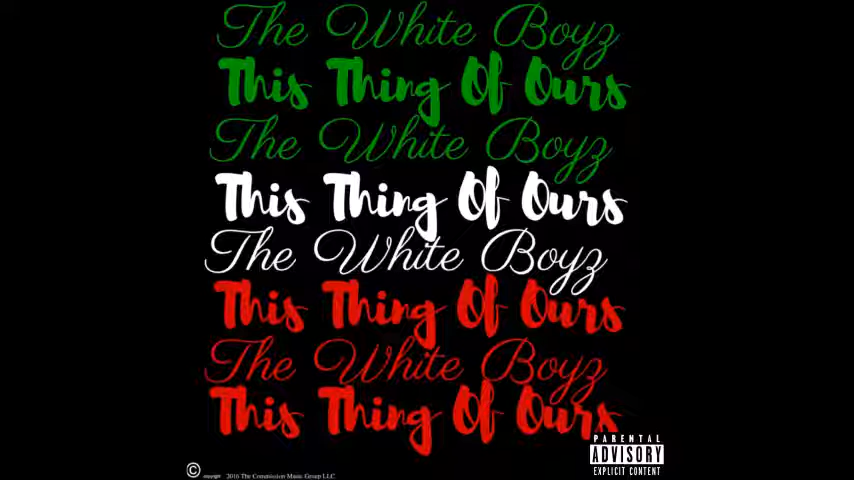 The White Boyz
This Thing Of Ours
The White Boyz
This Thing Of Ours
The White Boyz
This Thing Of Ours
The White Boyz
This Thing Of Ours
PARENTAL
ADVISORY
EXPLICIT CONTENT
© copyright 2016 The Commission Music Group LLC